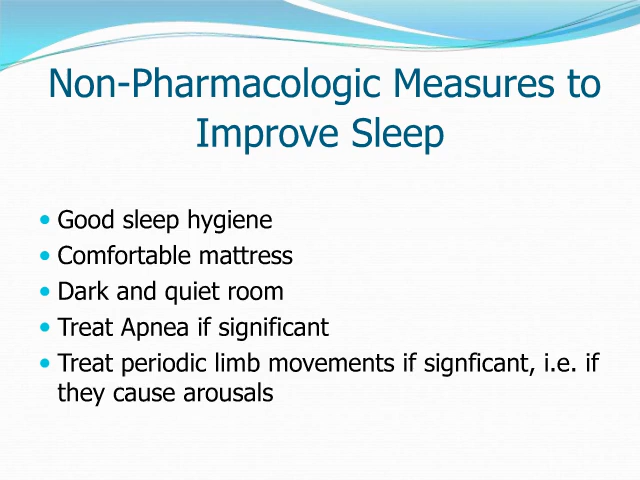 Non-Pharmacologic Measures to
Improve Sleep
Good sleep hygiene
Comfortable mattress
Dark and quiet room
Treat Apnea if significant
Treat periodic limb movements if signficant, i.e. if
they cause arousals